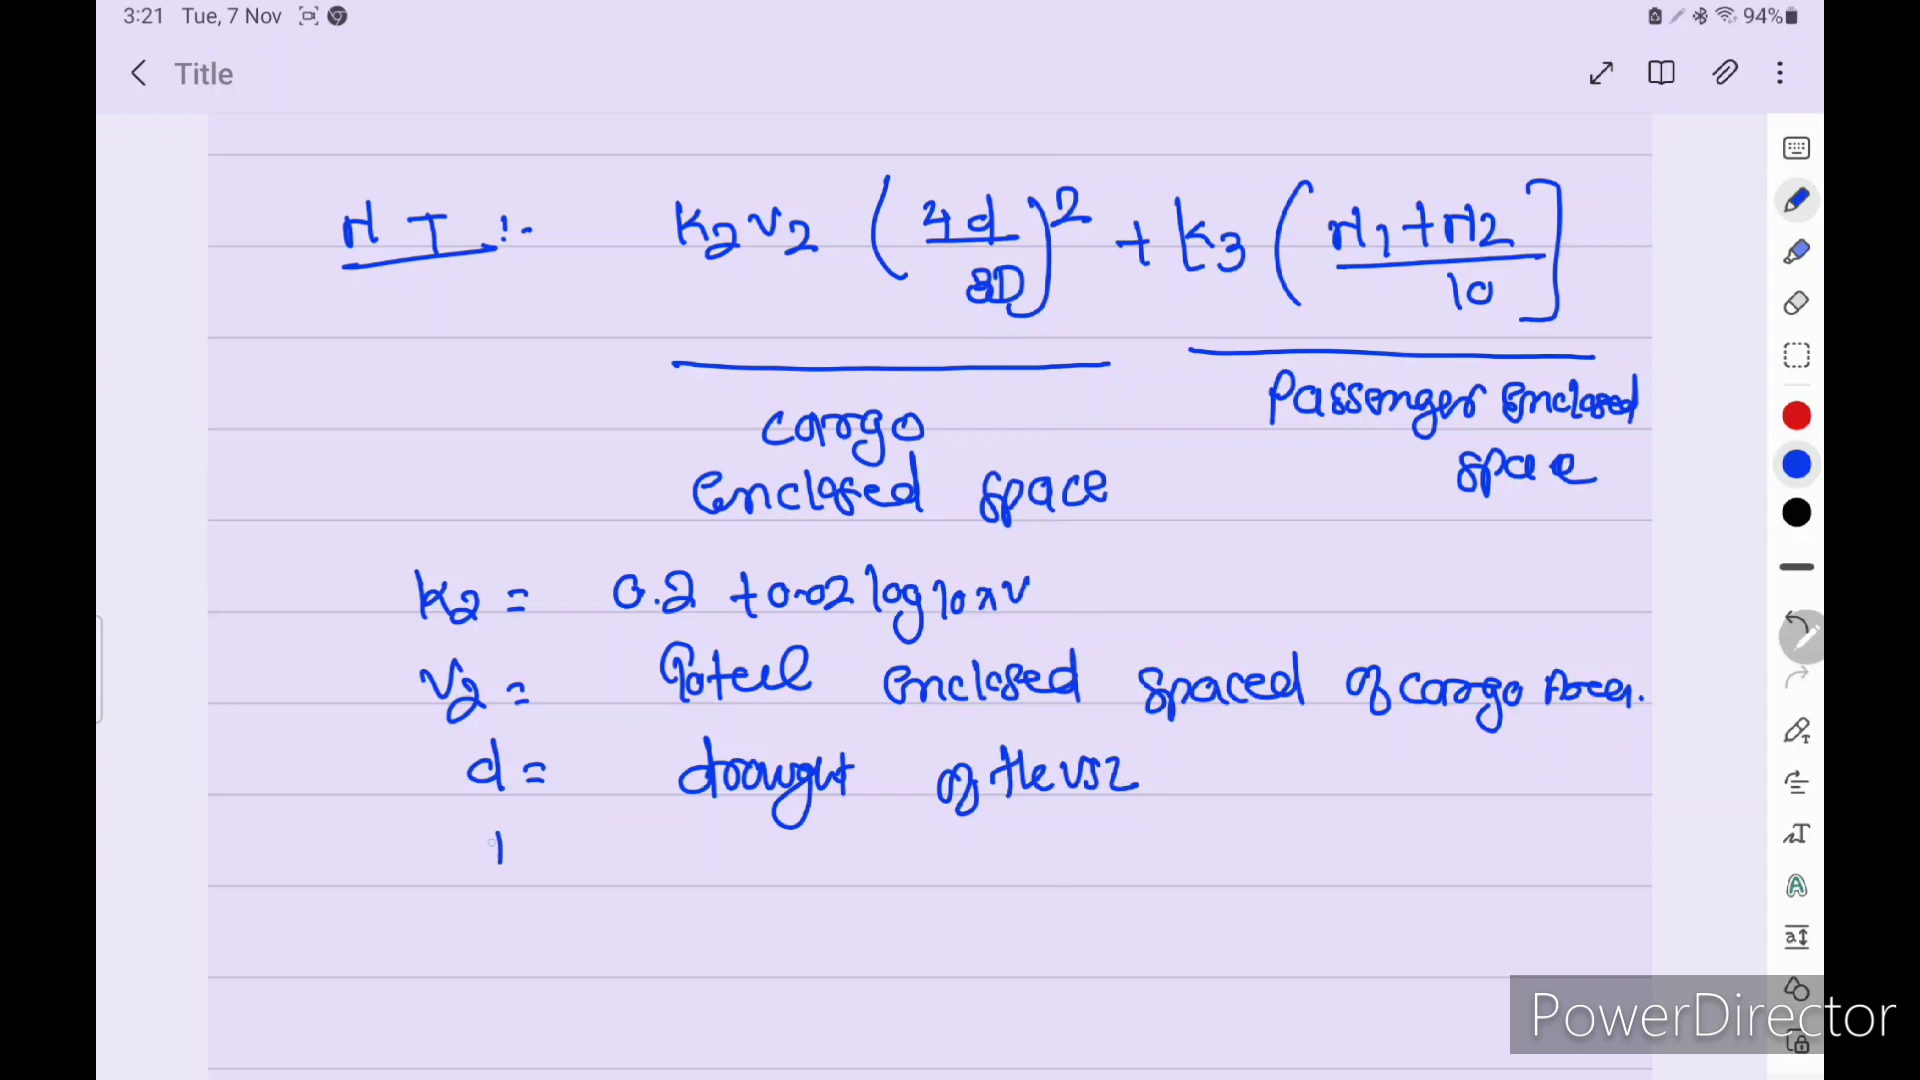 3:21 Tue, 7 Nov 94%
Title
NT :- K2V2 (4d/3D)^2 + K3 (N1+N2/10]
cargo enclosed space
Passenger Enclosed space
K2 = 0.2 + 0.02 log10 x V
V2 = Total enclosed spaced of cargo
d = draught of the vsl
PowerDirector